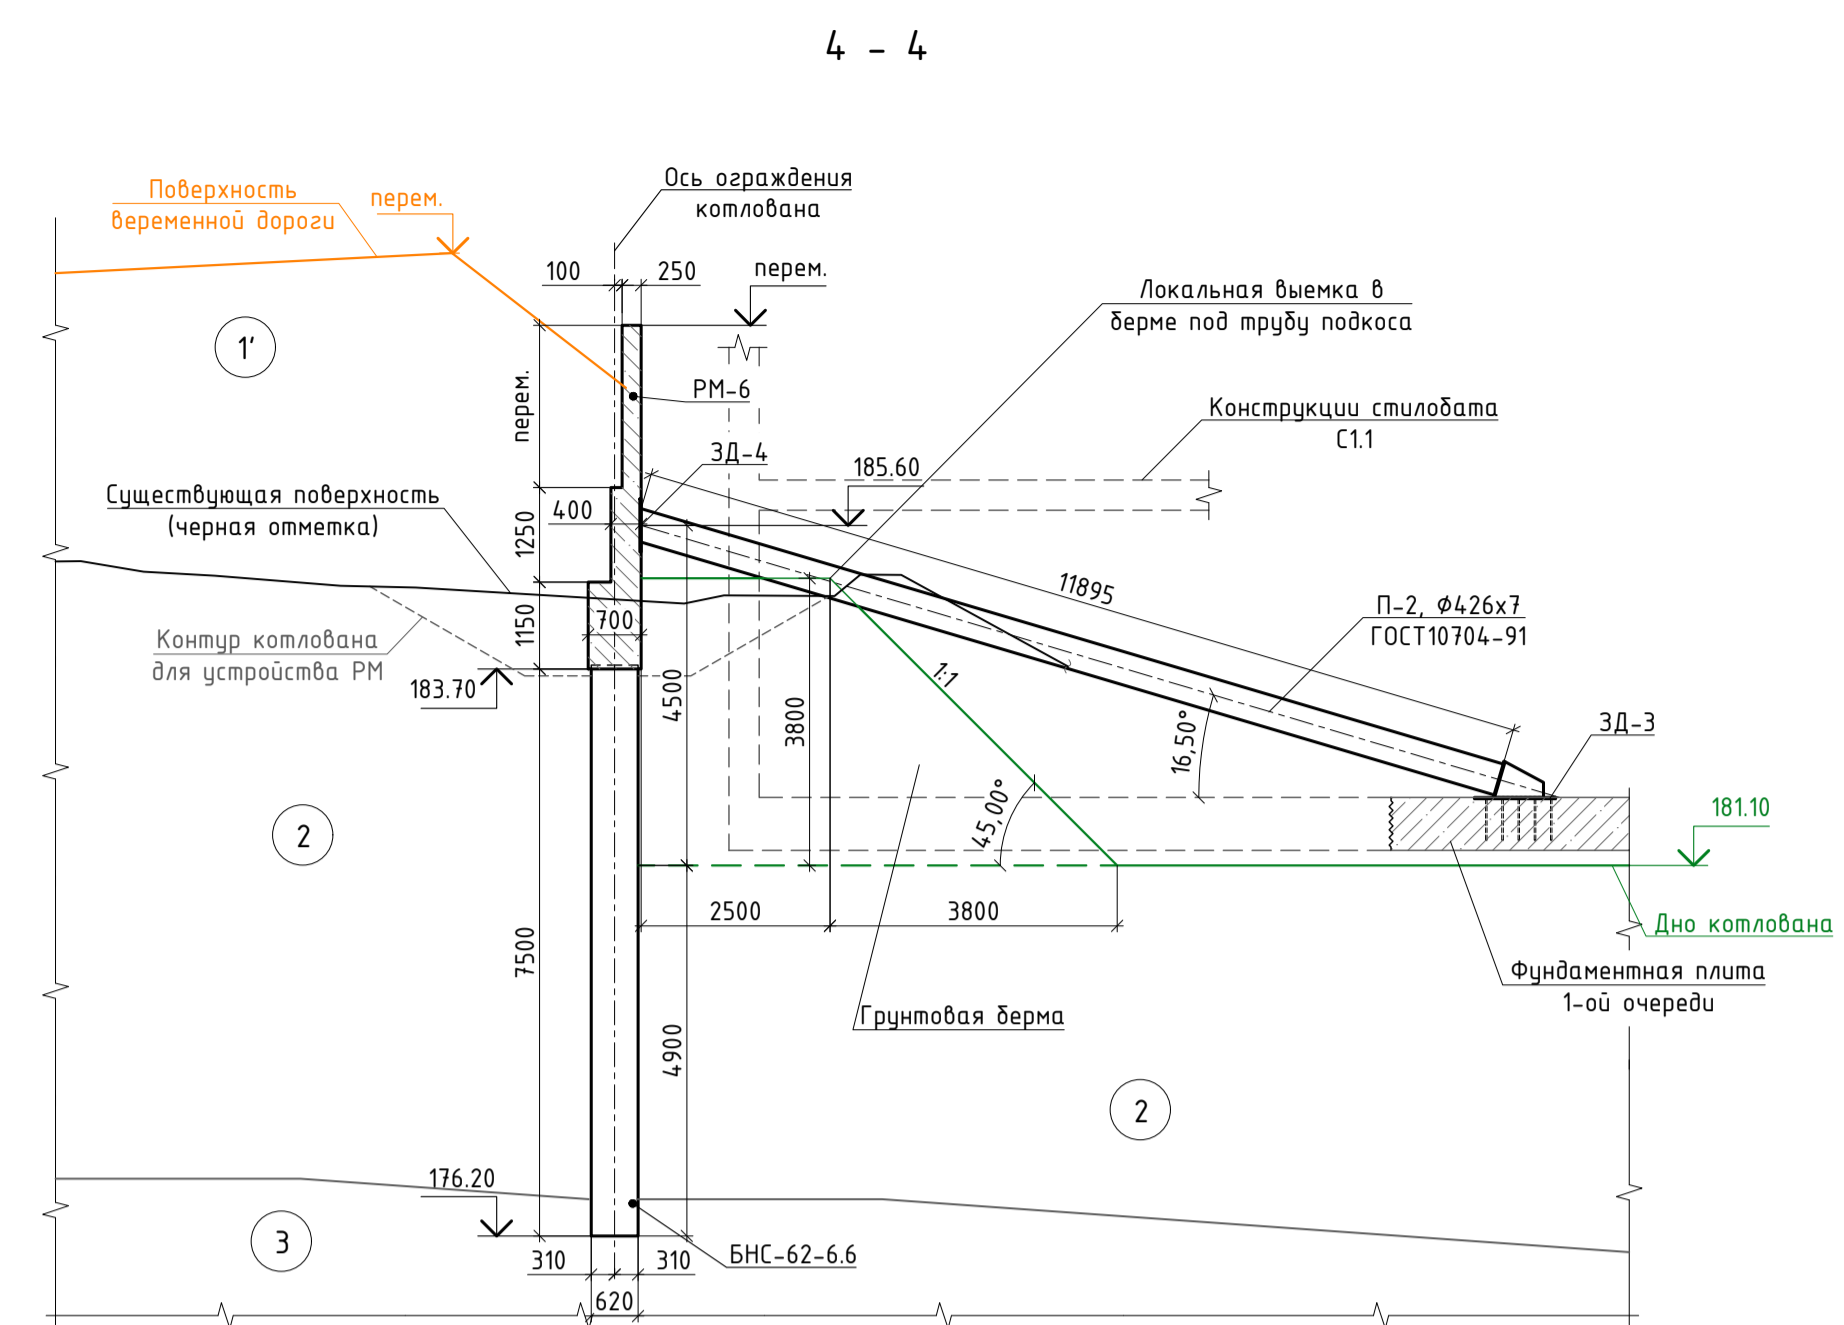 4 - 4
Ось ограждения
котлована
Поверхность
веременной дороги
перем.
100
250
перем.
Локальная выемка в
берме под трубу подкоса
1'
перем.
РМ-6
Конструкции стилобата
С1.1
ЗД-4
185.60
Существующая поверхность
(черная отметка)
400
1250
11895
П-2, Ø426х7
ГОСТ10704-91
1150
700
Контур котлована
для устройства РМ
183.70
4500
3800
1:1
16,50°
ЗД-3
45,00°
181.10
2
2500
3800
Дно котлована
7500
Фундаментная плита
1-ой очереди
Грунтовая берма
4900
2
176.20
3
310
310
БНС-62-6.6
620